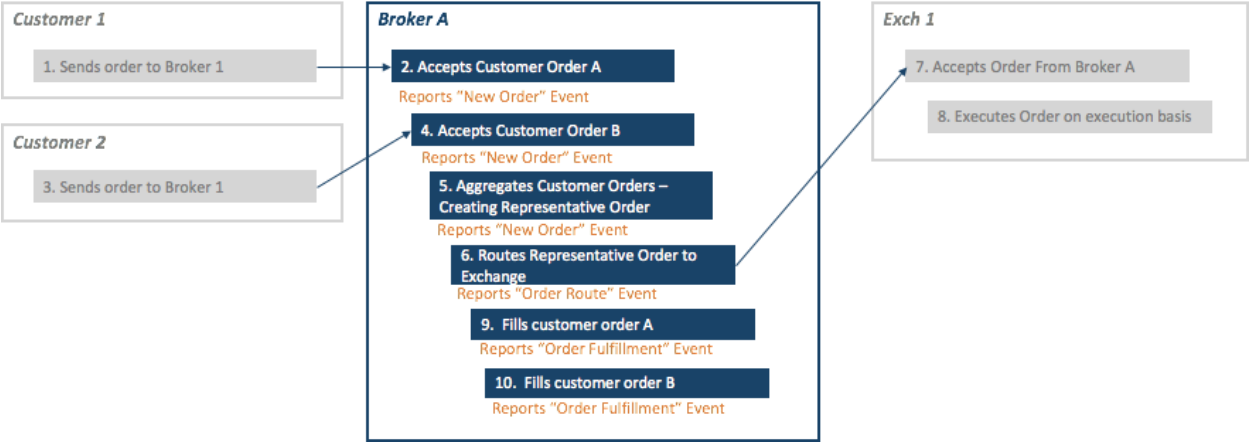 Customer 1
1. Sends order to Broker 1
Customer 2
3. Sends order to Broker 1
Broker A
2. Accepts Customer Order A
Reports "New Order" Event
4. Accepts Customer Order B
Reports "New Order" Event
5. Aggregates Customer Orders –
Creating Representative Order
Reports "New Order" Event
6. Routes Representative Order to
Exchange
Reports "Order Route" Event
9. Fills customer order A
Reports "Order Fulfillment" Event
10. Fills customer order B
Reports "Order Fulfillment" Event
Exch 1
7. Accepts Order From Broker A
8. Executes Order on execution basis